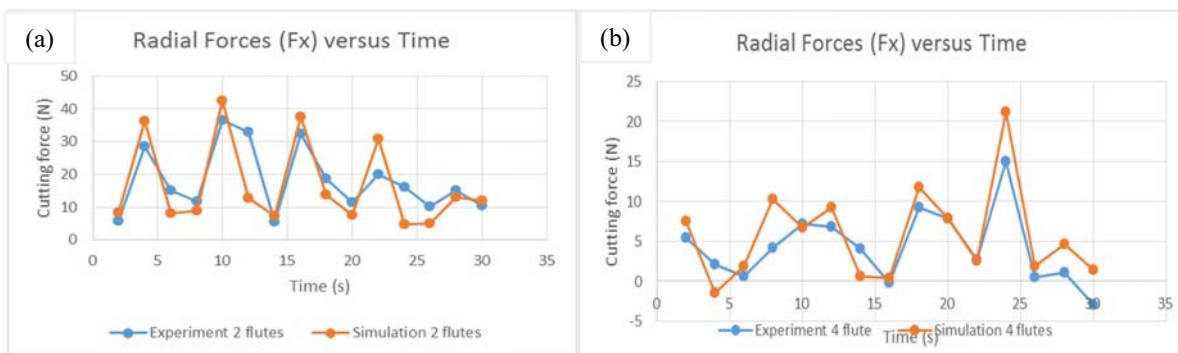 (a)
Radial Forces (Fx) versus Time
Cutting force (N)
50
40
30
20
10
0
0 5 10 15 20 25 30 35
Time (s)
Experiment 2 flutes Simulation 2 flutes
(b)
Radial Forces (Fx) versus Time
Cutting force (N)
25
20
15
10
5
0
-5
0 5 10 15 20 25 30 35
Experiment 4 flute Simulation 4 flutes
Time (s)